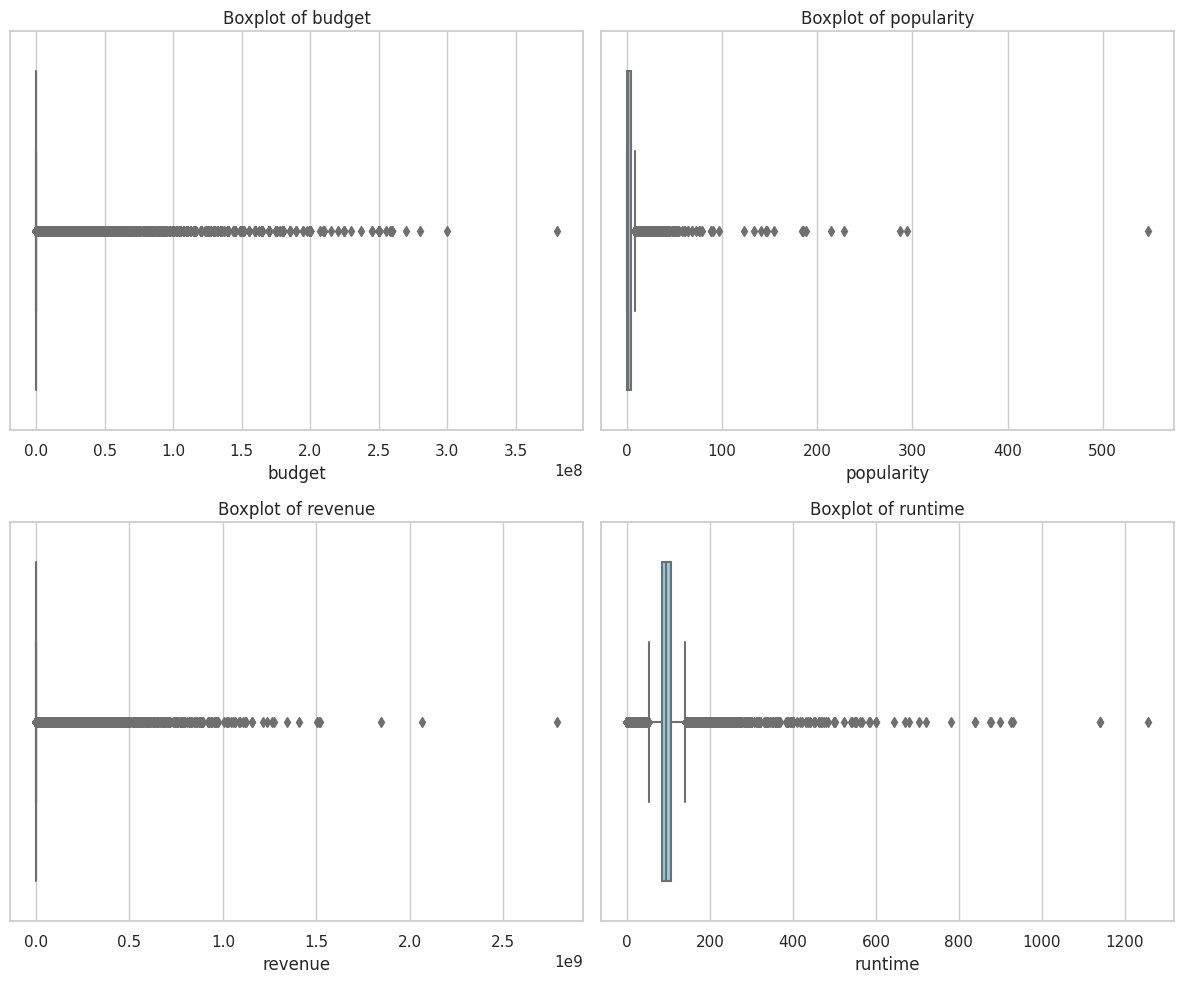 Boxplot of budget
0.0 0.5 1.0 1.5 2.0 2.5 3.0 3.5
1e8
budget
Boxplot of popularity
0 100 200 300 400 500
popularity
Boxplot of revenue
0.0 0.5 1.0 1.5 2.0 2.5
1e9
revenue
Boxplot of runtime
0 200 400 600 800 1000 1200
runtime